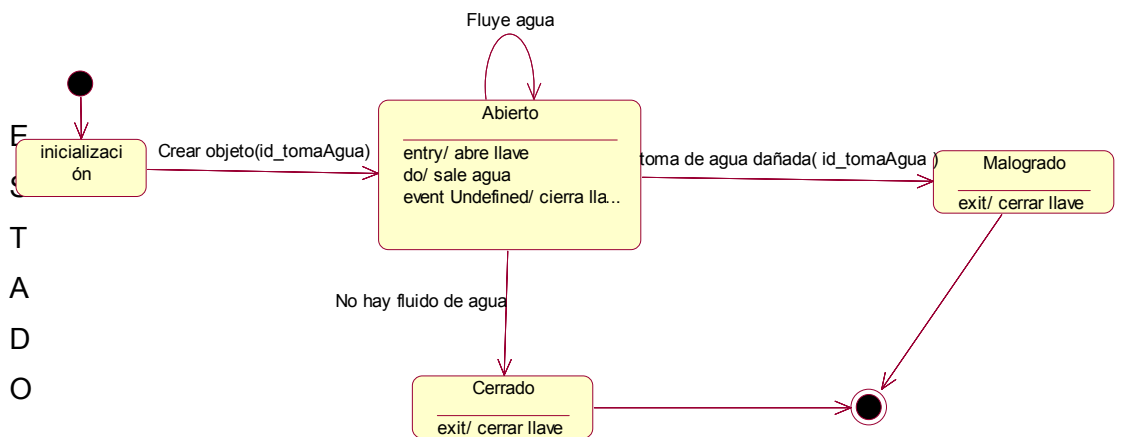 Fluye agua
E
S
T
A
D
O
inicializaci
ón
Crear objeto(id_tomaAgua)
Abierto
entry/ abre llave
do/ sale agua
event Undefined/ cierra lla...
toma de agua dañada( id_tomaAgua )
Malogrado
exit/ cerrar llave
No hay fluido de agua
Cerrado
exit/ cerrar llave